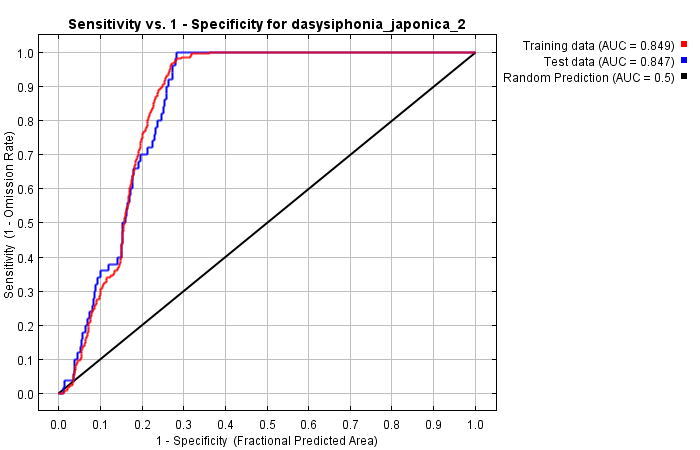 Sensitivity vs. 1 - Specificity for dasysiphonia_japonica_2
Training data (AUC = 0.849)
Test data (AUC = 0.847)
Random Prediction (AUC = 0.5)
Sensitivity (1 - Omission Rate)
1.0
0.9
0.8
0.7
0.6
0.5
0.4
0.3
0.2
0.1
0.0
0.0 0.1 0.2 0.3 0.4 0.5 0.6 0.7 0.8 0.9 1.0
1 - Specificity (Fractional Predicted Area)